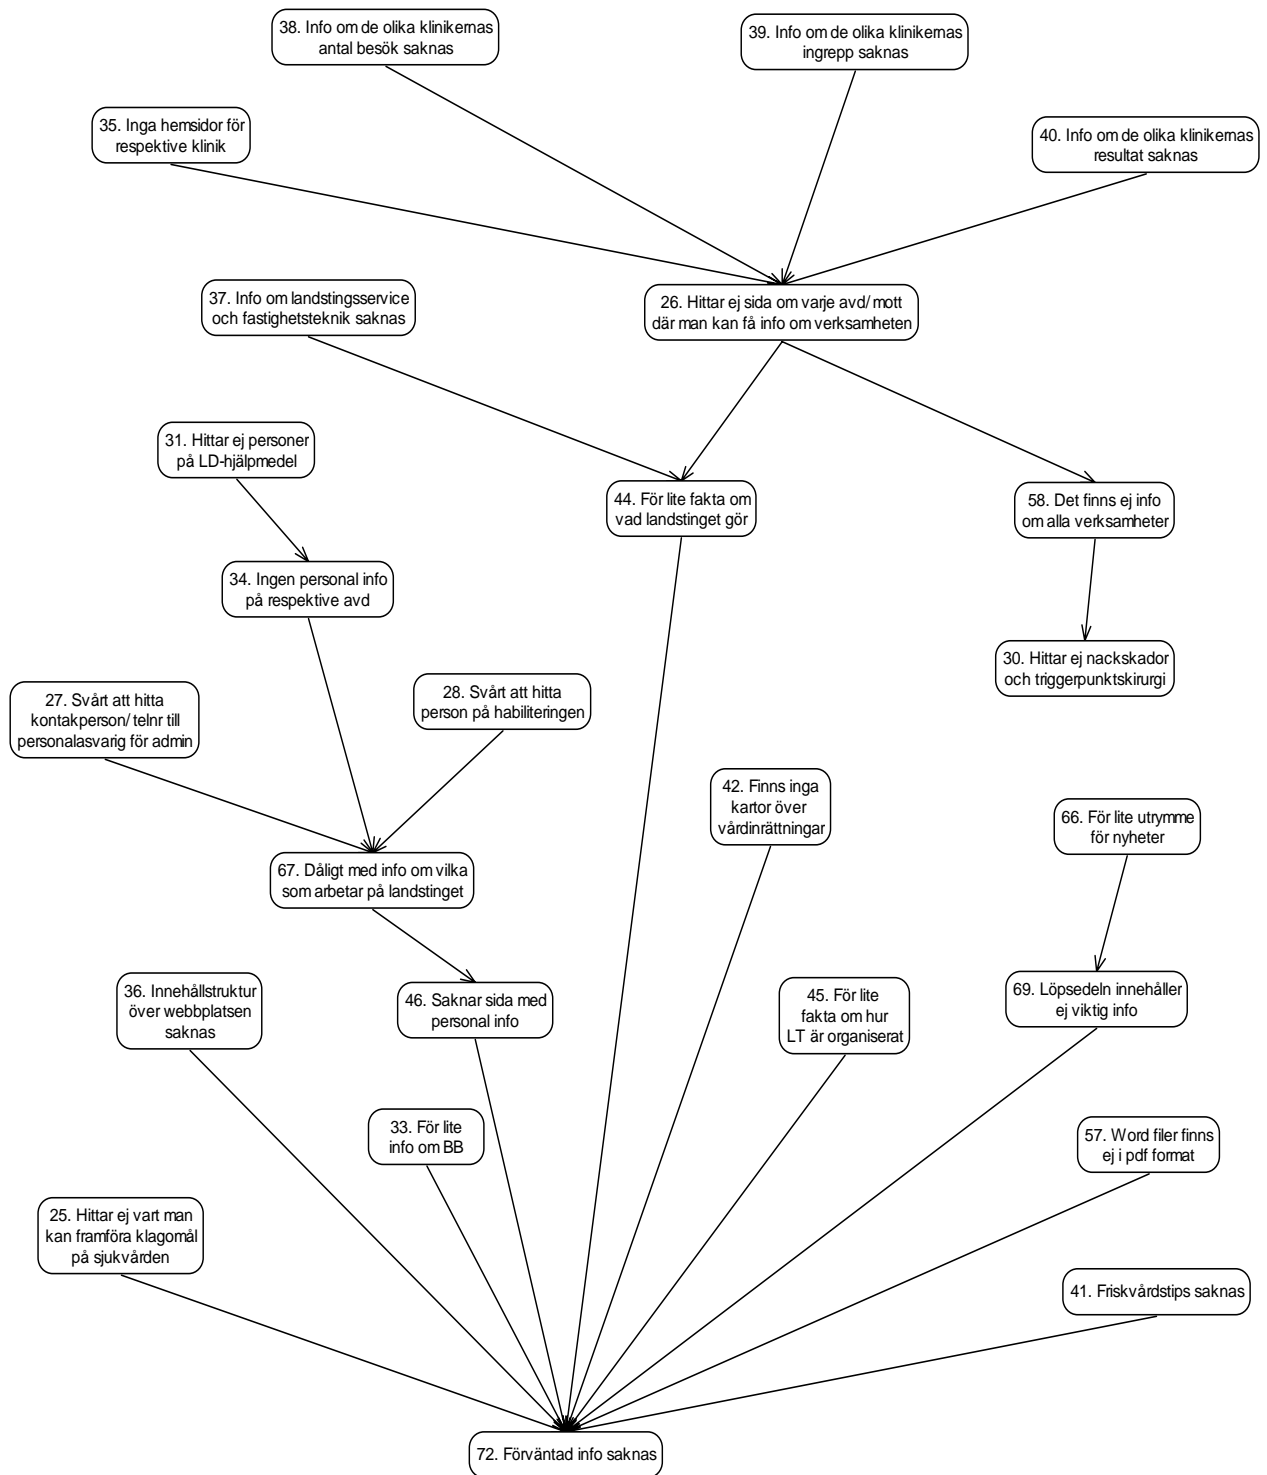 38. Info om de olika klinikernas
antal besök saknas
39. Info om de olika klinikernas
ingrepp saknas
35. Inga hemsidor för
respektive klinik
40. Info om de olika klinikernas
resultat saknas
37. Info om landstingsservice
och fastighetsteknik saknas
26. Hittar ej sida om varje avd/ mott
där man kan få info om verksamheten
31. Hittar ej personer
på LD-hjälpmedel
44. För lite fakta om
vad landstinget gör
58. Det finns ej info
om alla verksamheter
34. Ingen personal info
på respektive avd
30. Hittar ej nackskador
och triggerpunktskirurgi
27. Svårt att hitta
kontakperson/ telnr till
personalasvarig för admin
28. Svårt att hitta
person på habiliteringen
42. Finns inga
kartor över
vårdinrättningar
66. För lite utrymme
för nyheter
67. Dåligt med info om vilka
som arbetar på landstinget
36. Innehållstruktur
över webbplatsen
saknas
46. Saknar sida med
personal info
45. För lite
fakta om hur
LT är organiserat
69. Löpsedeln innehåller
ej viktig info
33. För lite
info om BB
57. Word filer finns
ej i pdf format
25. Hittar ej vart man
kan framföra klagomål
på sjukvården
41. Friskvårdstips saknas
72. Förväntad info saknas